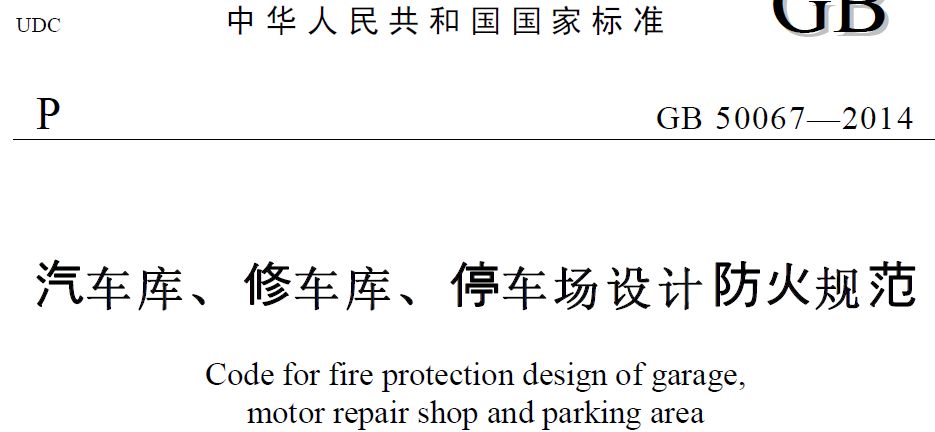 UDC 中华人民共和国国家标准 GB
P GB 50067—2014
汽车库、修车库、停车场设计防火规范
Code for fire protection design of garage,
motor repair shop and parking area